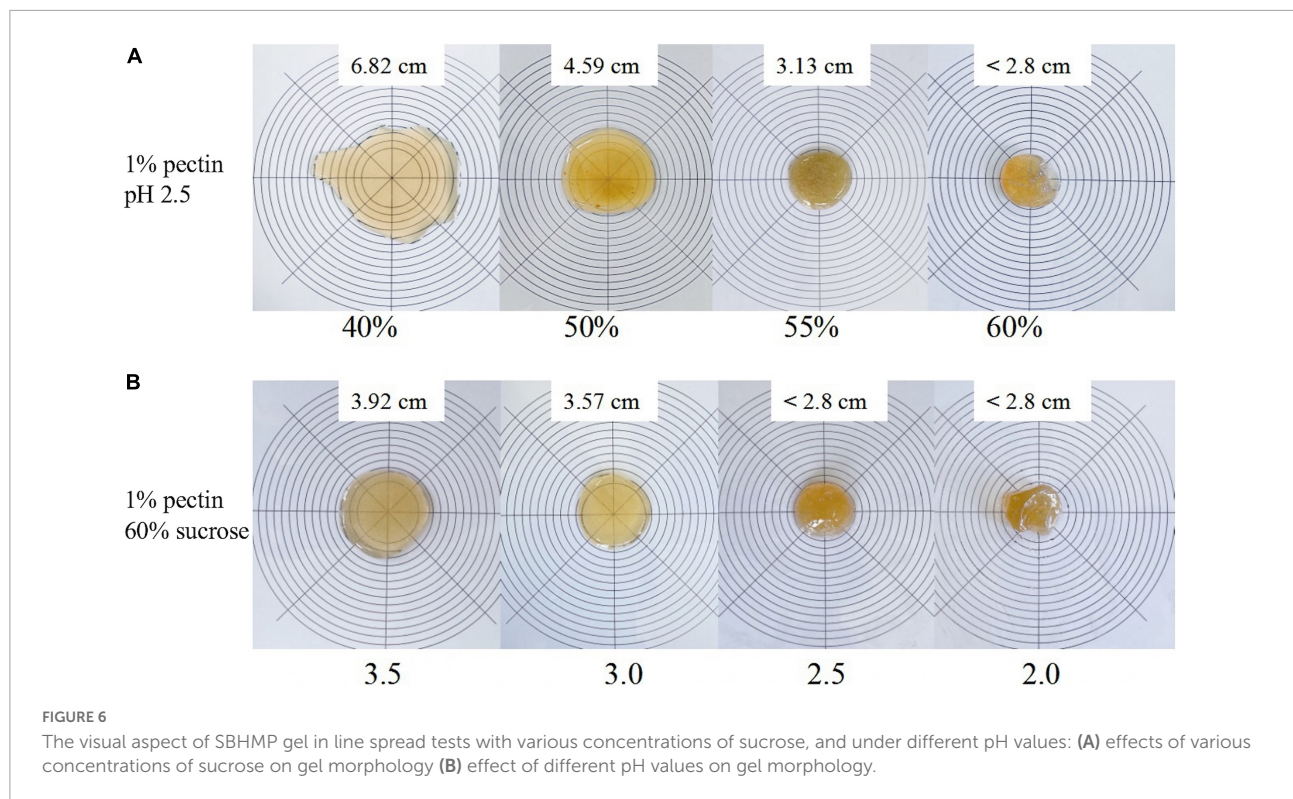 A
6.82 cm
4.59 cm
3.13 cm
< 2.8 cm
1% pectin
pH 2.5
40%
50%
55%
60%
B
3.92 cm
3.57 cm
< 2.8 cm
< 2.8 cm
1% pectin
60% sucrose
3.5
3.0
2.5
2.0
FIGURE 6
The visual aspect of SBHMP gel in line spread tests with various concentrations of sucrose, and under different pH values: (A) effects of various
concentrations of sucrose on gel morphology (B) effect of different pH values on gel morphology.